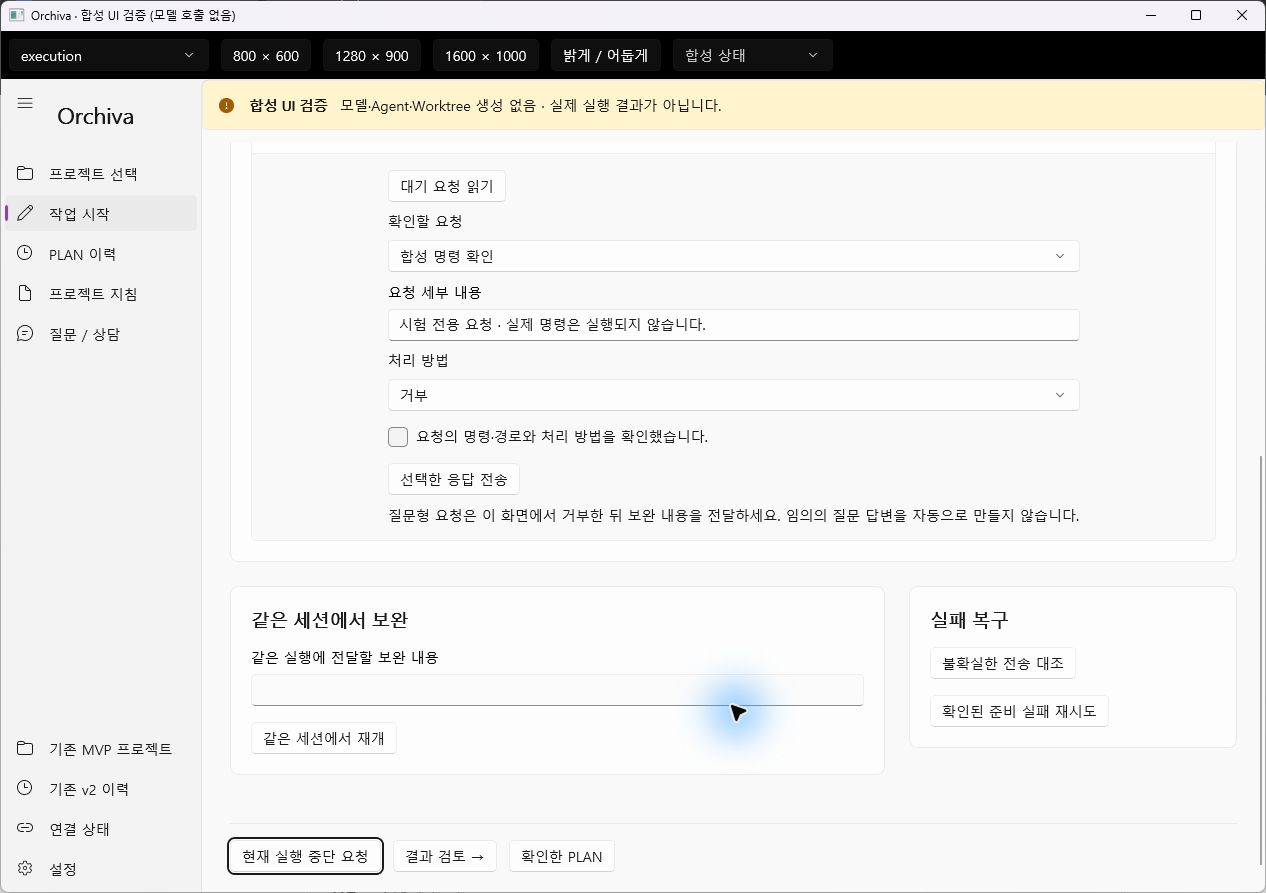 Orchiva · 합성 UI 검증 (모델 호출 없음)
execution
800 × 600
1280 × 900
1600 × 1000
밝게 / 어둡게
합성 상태
Orchiva
프로젝트 선택
작업 시작
PLAN 이력
프로젝트 지침
질문 / 상담
기존 MVP 프로젝트
기존 v2 이력
연결 상태
설정
합성 UI 검증 모델·Agent·Worktree 생성 없음 · 실제 실행 결과가 아닙니다.
대기 요청 읽기
확인할 요청
합성 명령 확인
요청 세부 내용
시험 전용 요청 · 실제 명령은 실행되지 않습니다.
처리 방법
거부
요청의 명령·경로와 처리 방법을 확인했습니다.
선택한 응답 전송
질문형 요청은 이 화면에서 거부한 뒤 보완 내용을 전달하세요. 임의의 질문 답변을 자동으로 만들지 않습니다.
같은 세션에서 보완
같은 실행에 전달할 보완 내용
같은 세션에서 재개
실패 복구
불확실한 전송 대조
확인된 준비 실패 재시도
현재 실행 중단 요청
결과 검토 →
확인한 PLAN